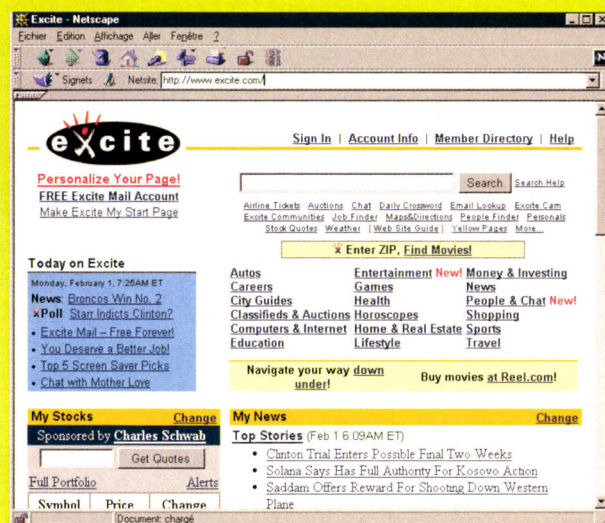 Excite - Netscape
Fichier Edition Affichage Aller Fenêtre ?
Signets Netsite: http://www.excite.com/
excite
Sign In | Account Info | Member Directory | Help
Personalize Your Page!
FREE Excite Mail Account
Make Excite My Start Page
Search Search Help
Airline Tickets Auctions Chat Daily Crossword Email Lookup Excite Cam
Excite Communities Job Finder Maps&Directions People Finder Personals
Stock Quotes Weather [ Web Site Guide ] Yellow Pages More...
Enter ZIP, Find Movies!
Today on Excite
Monday, February 1, 7:26AM ET
News: Broncos Win No. 2
Poll: Starr Indicts Clinton?
• Excite Mail – Free Forever!
• You Deserve a Better Job!
• Top 5 Screen Saver Picks
• Chat with Mother Love
Autos Entertainment New! Money & Investing
Careers Games News
City Guides Health People & Chat New!
Classifieds & Auctions Horoscopes Shopping
Computers & Internet Home & Real Estate Sports
Education Lifestyle Travel
Navigate your way down
under!
Buy movies at Reel.com!
My Stocks Change
Sponsored by Charles Schwab
Get Quotes
Full Portfolio Alerts
Symbol Price Change
My News Change
Top Stories (Feb 1 6:09AM ET)
• Clinton Trial Enters Possible Final Two Weeks
• Solana Says Has Full Authority For Kosovo Action
• Saddam Offers Reward For Shooting Down Western
Plane
Document: chargé